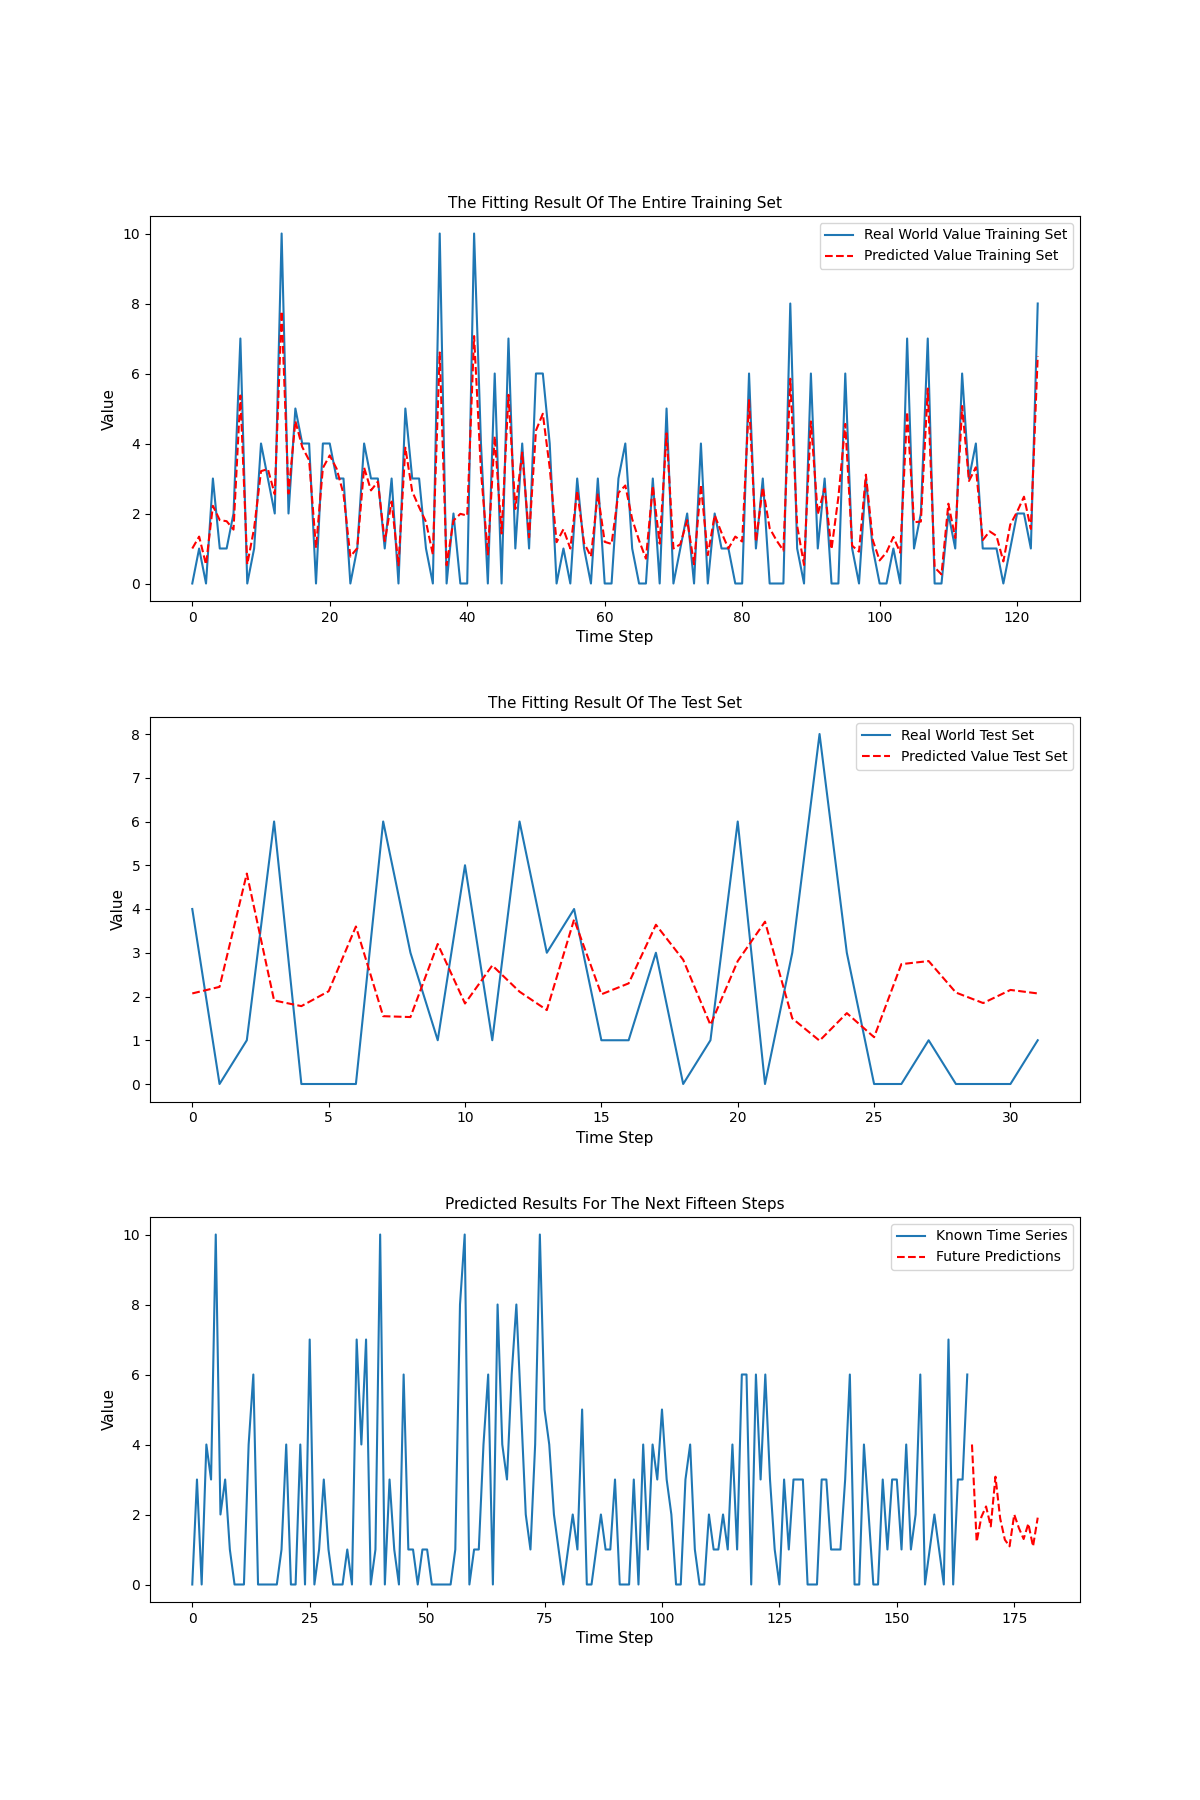 The Fitting Result Of The Entire Training Set
Real World Value Training Set
Predicted Value Training Set
10
8
6
4
2
0
Value
0 20 40 60 80 100 120
Time Step
The Fitting Result Of The Test Set
Real World Test Set
Predicted Value Test Set
8
7
6
5
4
3
2
1
0
Value
0 5 10 15 20 25 30
Time Step
Predicted Results For The Next Fifteen Steps
Known Time Series
Future Predictions
10
8
6
4
2
0
Value
0 25 50 75 100 125 150 175
Time Step